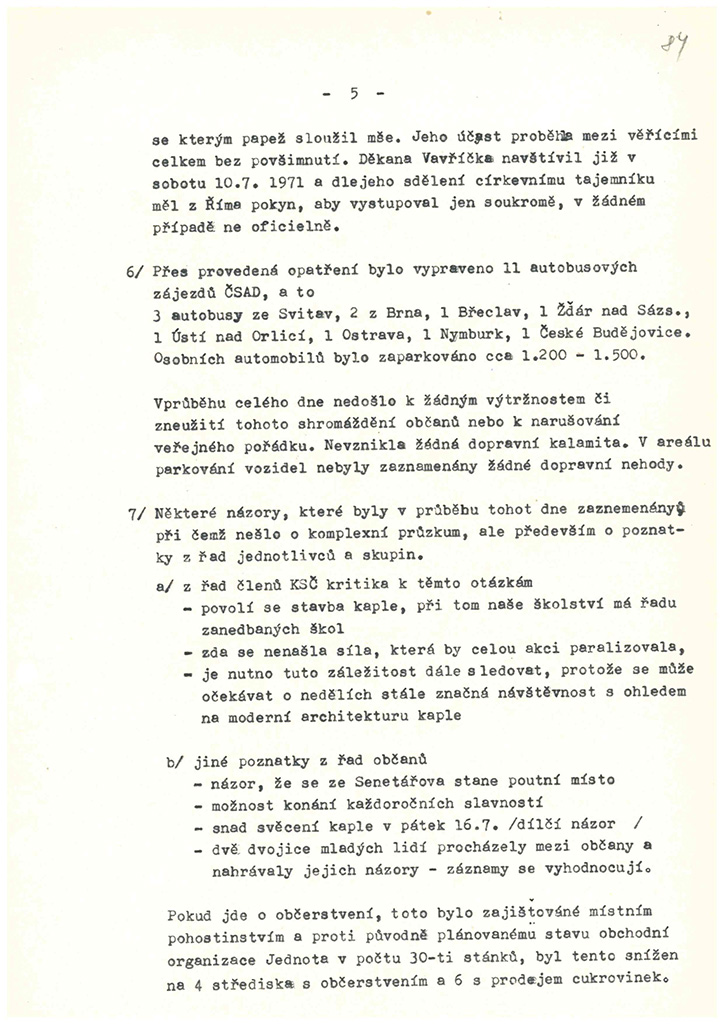 84
- 5 -
se kterým papež sloužil mše. Jeho účast proběhla mezi věřícími
celkem bez povšimnutí. Děkana Vavříčka navštívil již v
sobotu 10.7. 1971 a dlejeho sdělení církevnímu tajemníku
měl z Říma pokyn, aby vystupoval jen soukromě, v žádném
případě ne oficielně.
6/ Přes provedená opatření bylo vypraveno 11 autobusových
zájezdů ČSAD, a to
3 autobusy ze Svitav, 2 z Brna, 1 Břeclav, 1 Žďár nad Sázs.,
1 Ústí nad Orlicí, 1 Ostrava, 1 Nymburk, 1 České Budějovice.
Osobních automobilů bylo zaparkováno cca 1.200 - 1.500.
Vprůběhu celého dne nedošlo k žádným výtržnostem či
zneužití tohoto shromáždění občanů nebo k narušování
veřejného pořádku. Nevznikla žádná dopravní kalamita. V areálu
parkování vozidel nebyly zaznamenány žádné dopravní nehody.
7/ Některé názory, které byly v průběhu tohot dne zaznemenány,
při čemž nešlo o komplexní průzkum, ale především o poznat-
ky z řad jednotlivců a skupin.
a/ z řad členů KSČ kritika k těmto otázkám
- povolí se stavba kaple, při tom naše školství má řadu
zanedbaných škol
- zda se nenašla síla, která by celou akci paralizovala,
- je nutno tuto záležitost dále sledovat, protože se může
očekávat o nedělích stále značná návštěvnost s ohledem
na moderní architekturu kaple
b/ jiné poznatky z řad občanů
- názor, že se ze Senetářova stane poutní místo
- možnost konání každoročních slavností
- snad svěcení kaple v pátek 16.7. /dílčí názor /
- dvě dvojice mladých lidí procházely mezi občany a
nahrávaly jejich názory - záznamy se vyhodnocují.
Pokud jde o občerstvení, toto bylo zajišťováné místním
pohostinstvím a proti původně plánovanému stavu obchodní
organizace Jednota v počtu 30-ti stánků, byl tento snížen
na 4 střediska s občerstvením a 6 s prodejem cukrovinek.